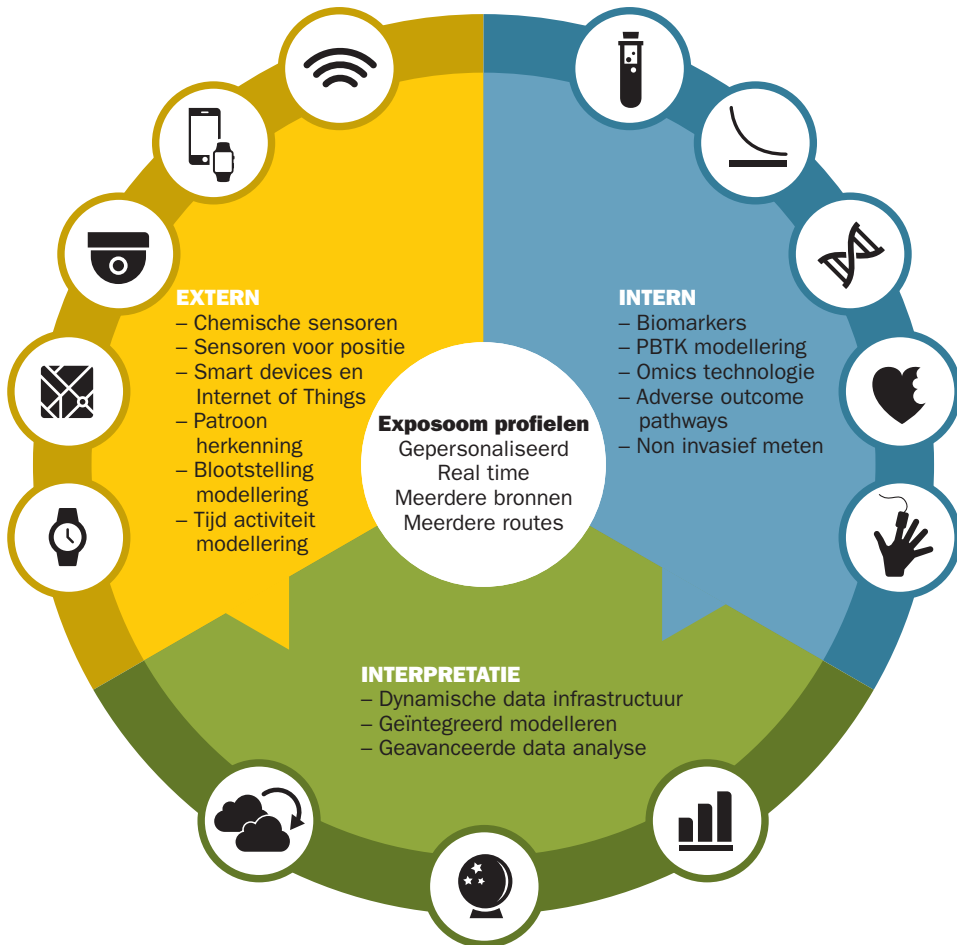 EXTERN
– Chemische sensoren
– Sensoren voor positie
– Smart devices en
Internet of Things
– Patroon
herkenning
– Blootstelling
modellering
– Tijd activiteit
modellering
INTERN
– Biomarkers
– PBTK modellering
– Omics technologie
– Adverse outcome
pathways
– Non invasief meten
Exposoom profielen
Gepersonaliseerd
Real time
Meerdere bronnen
Meerdere routes
INTERPRETATIE
– Dynamische data infrastructuur
– Geïntegreerd modelleren
– Geavanceerde data analyse